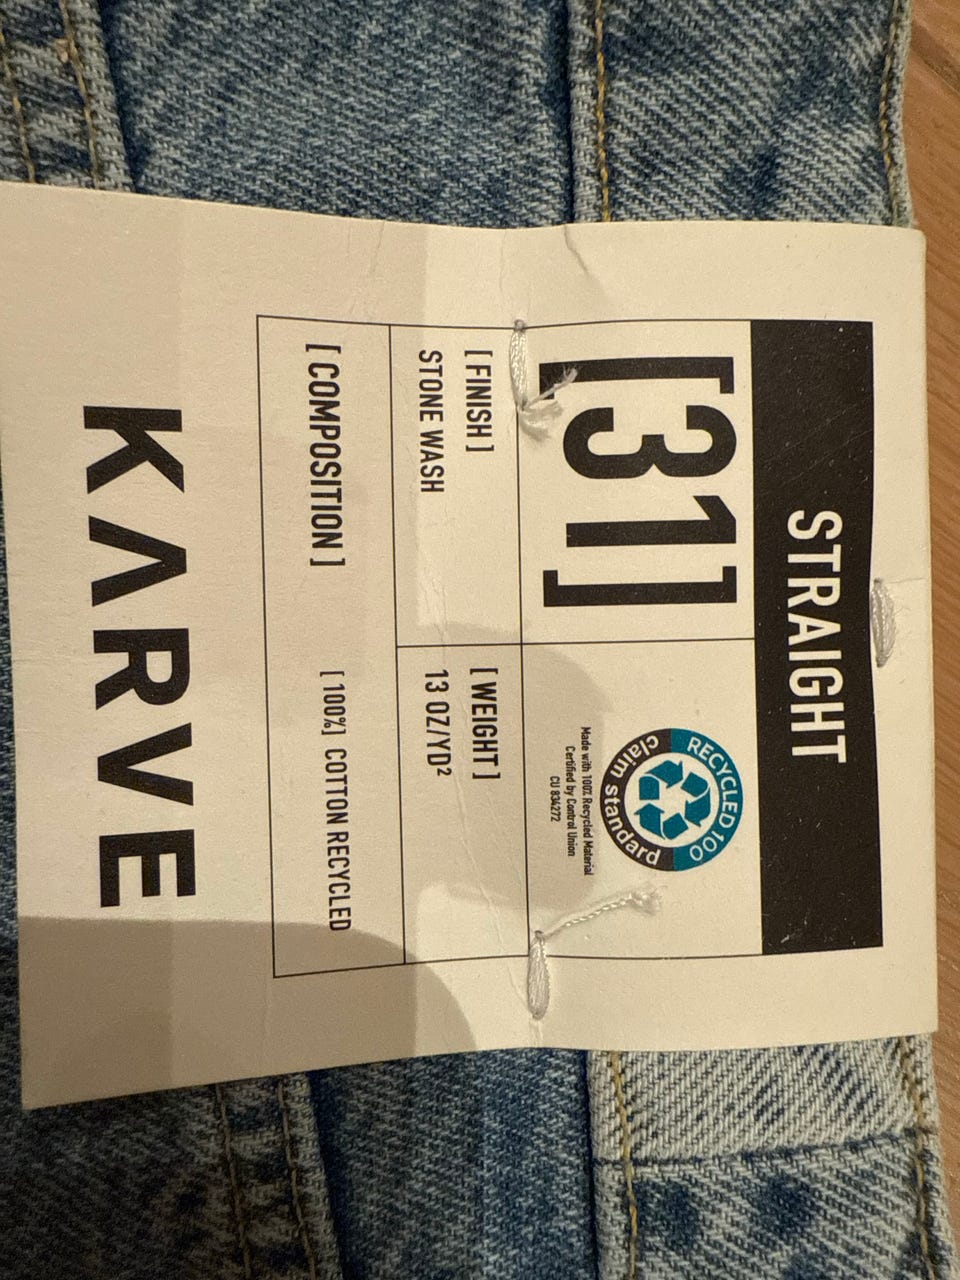 STRAIGHT
[31]
RECYCLED 100
claim standard
Made with 100% Recycled Material
Certified by Control Union
CU 834272
[ FINISH ]
STONE WASH
[ WEIGHT ]
13 OZ/YD²
[ COMPOSITION ]
[ 100%] COTTON RECYCLED
KARVE